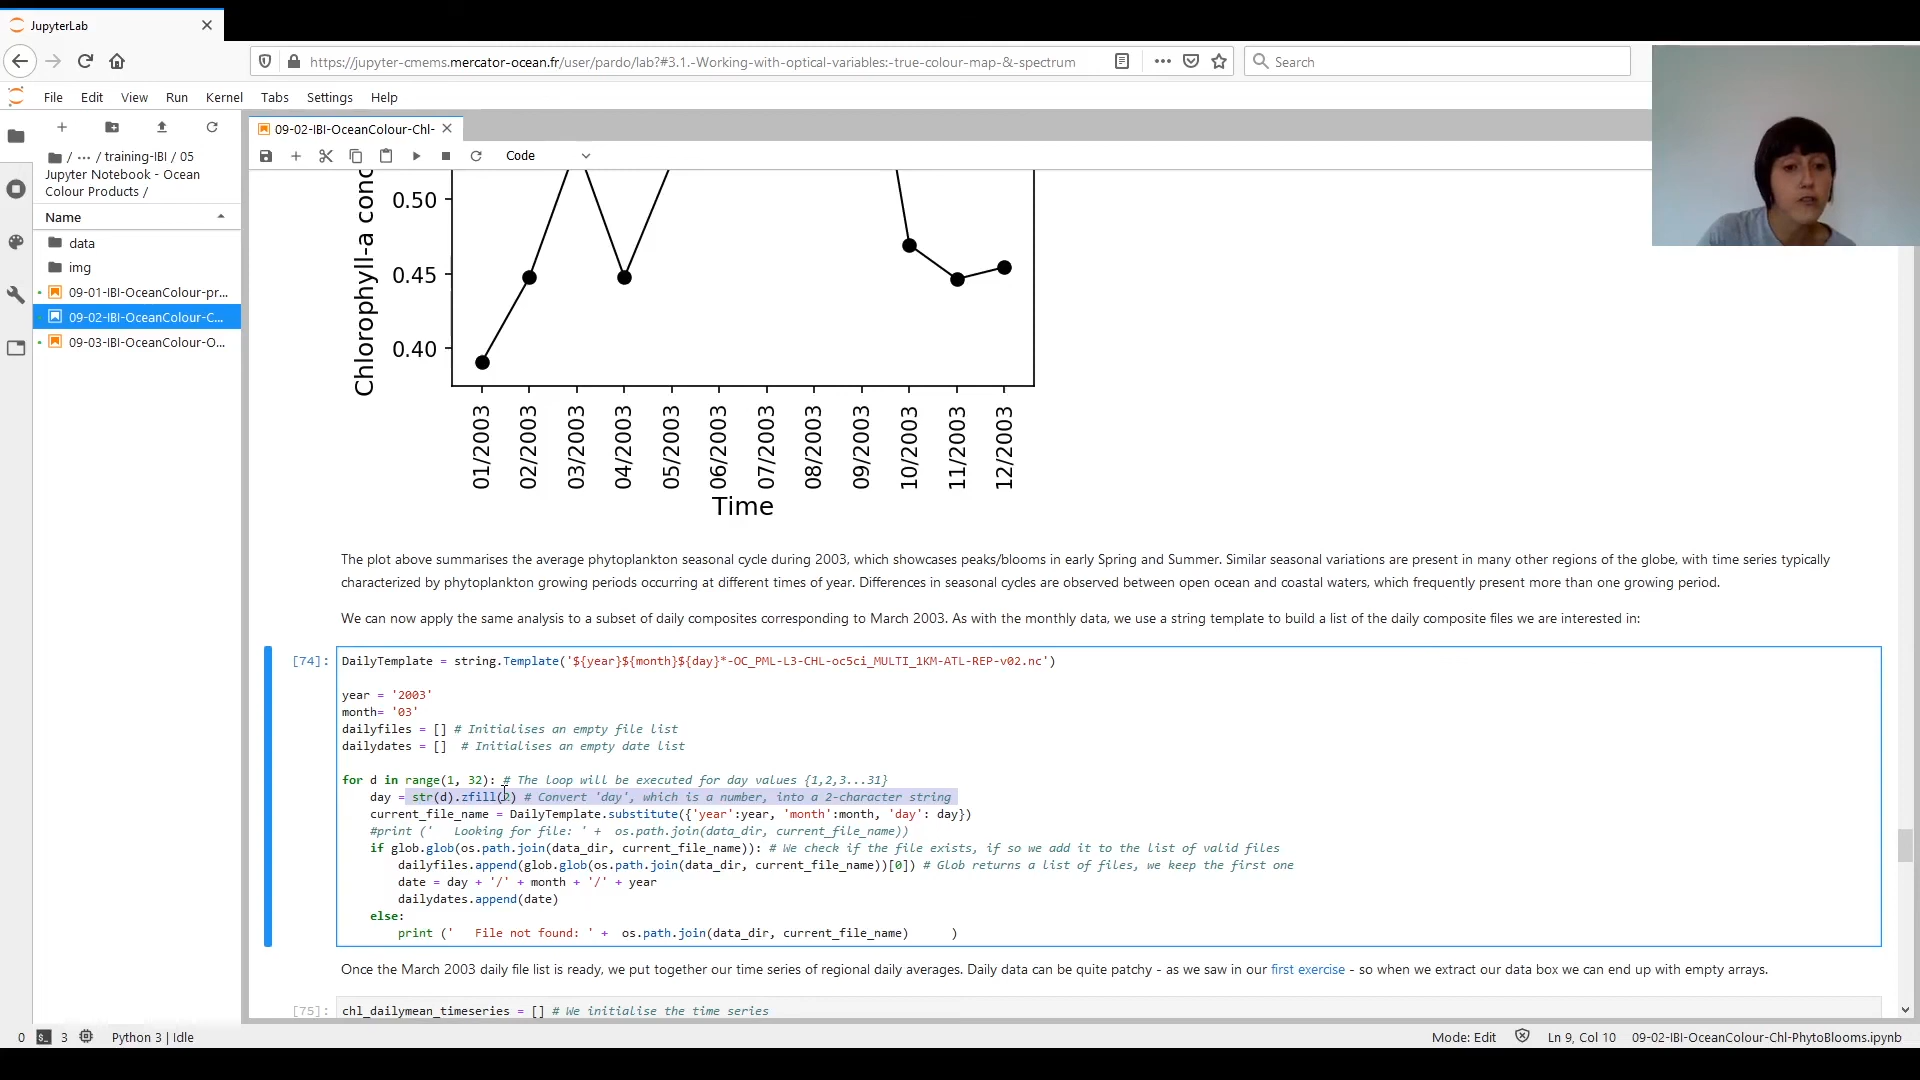 JupyterLab
https://jupyter-cmems.mercator-ocean.fr/user/pardo/lab?#3.1.-Working-with-optical-variables:-true-colour-map-&-spectrum
Search
File Edit View Run Kernel Tabs Settings Help
/ ··· / training-IBI / 05
Jupyter Notebook - Ocean
Colour Products /
Name
data
img
09-01-IBI-OceanColour-pr...
09-02-IBI-OceanColour-C...
09-03-IBI-OceanColour-O...
09-02-IBI-OceanColour-Chl-
Code
Chlorophyll-a conc
0.50
0.45
0.40
01/2003
02/2003
03/2003
04/2003
05/2003
06/2003
07/2003
08/2003
09/2003
10/2003
11/2003
12/2003
Time
The plot above summarises the average phytoplankton seasonal cycle during 2003, which showcases peaks/blooms in early Spring and Summer. Similar seasonal variations are present in many other regions of the globe, with time series typically
characterized by phytoplankton growing periods occurring at different times of year. Differences in seasonal cycles are observed between open ocean and coastal waters, which frequently present more than one growing period.
We can now apply the same analysis to a subset of daily composites corresponding to March 2003. As with the monthly data, we use a string template to build a list of the daily composite files we are interested in:
[74]:
DailyTemplate = string.Template('${year}${month}${day}*-OC_PML-L3-CHL-oc5ci_MULTI_1KM-ATL-REP-v02.nc')
year = '2003'
month= '03'
dailyfiles = [] # Initialises an empty file list
dailydates = []  # Initialises an empty date list
for d in range(1, 32): # The loop will be executed for day values {1,2,3...31}
day = str(d).zfill(2) # Convert 'day', which is a number, into a 2-character string
current_file_name = DailyTemplate.substitute({'year':year, 'month':month, 'day': day})
#print ('   Looking for file: ' +  os.path.join(data_dir, current_file_name))
if glob.glob(os.path.join(data_dir, current_file_name)): # We check if the file exists, if so we add it to the list of valid files
dailyfiles.append(glob.glob(os.path.join(data_dir, current_file_name))[0]) # Glob returns a list of files, we keep the first one
date = day + '/' + month + '/' + year
dailydates.append(date)
else:
print ('   File not found: ' +  os.path.join(data_dir, current_file_name)      )
Once the March 2003 daily file list is ready, we put together our time series of regional daily averages. Daily data can be quite patchy - as we saw in our first exercise - so when we extract our data box we can end up with empty arrays.
[75]:
chl_dailymean_timeseries = [] # We initialise the time series
0 3 Python 3 | Idle Mode: Edit Ln 9, Col 10 09-02-IBI-OceanColour-Chl-PhytoBlooms.ipynb